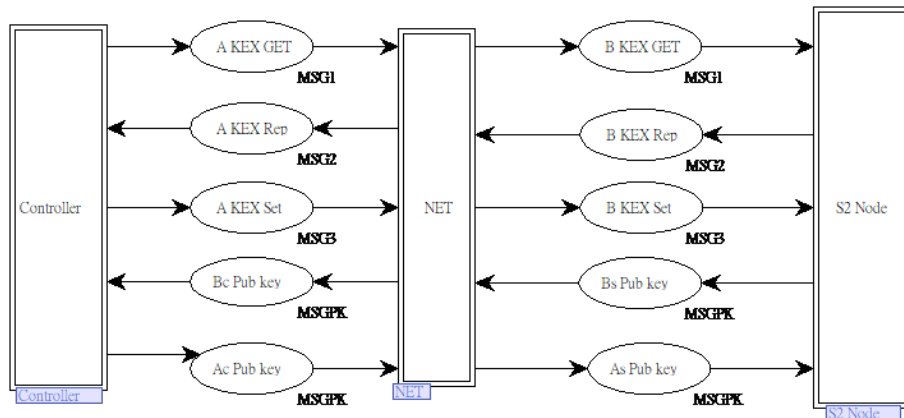 A KEX GET
MSG1
B KEX GET
MSG1
A KEX Rep
MSG2
B KEX Rep
MSG2
Controller
A KEX Set
MSG3
NET
B KEX Set
MSG3
S2 Node
Bc Pub key
MSGPK
Bs Pub key
MSGPK
Ac Pub key
MSGPK
As Pub key
MSGPK
Controller
NET
S2 Node